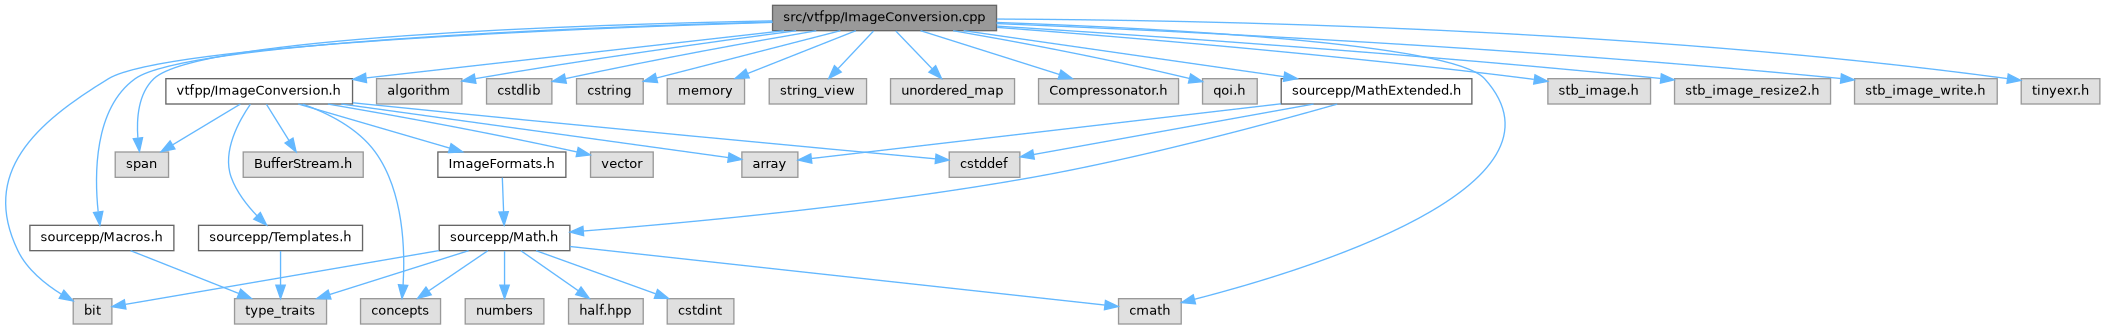 src/vtfpp/ImageConversion.cpp
vtfpp/ImageConversion.h
algorithm
cstdlib
cstring
memory
string_view
unordered_map
Compressonator.h
qoi.h
sourcepp/MathExtended.h
stb_image.h
stb_image_resize2.h
stb_image_write.h
tinyexr.h
span
BufferStream.h
ImageFormats.h
vector
array
cstddef
sourcepp/Macros.h
sourcepp/Templates.h
sourcepp/Math.h
bit
type_traits
concepts
numbers
half.hpp
cstdint
cmath